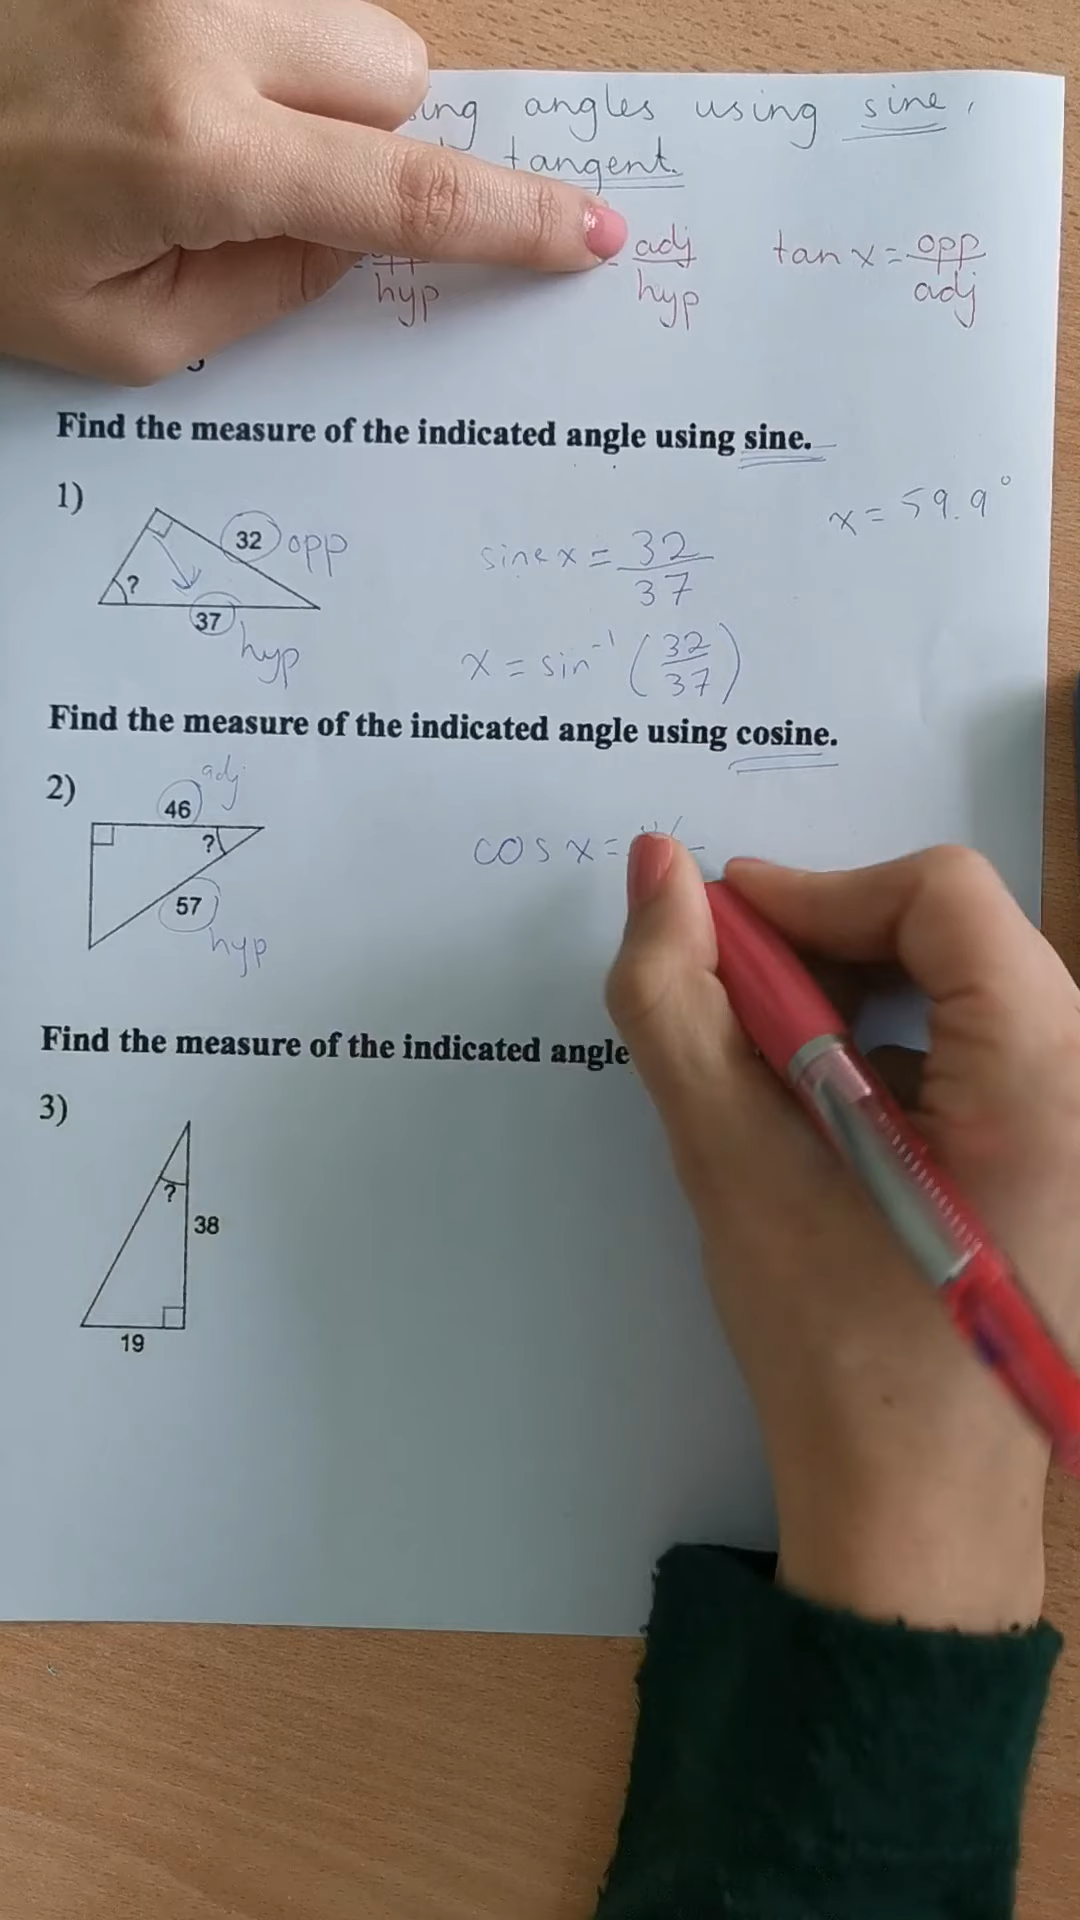 angles using sine,
tangent.
= adj/hyp tan x = opp/adj
hyp
Find the measure of the indicated angle using sine.
1)
32 opp
?
37
hyp
sine x = 32/37
x = sin⁻¹ (32/37)
x = 59.9°
Find the measure of the indicated angle using cosine.
2)
adj
46
?
57
hyp
cos x =
Find the measure of the indicated angle
3)
?
38
19